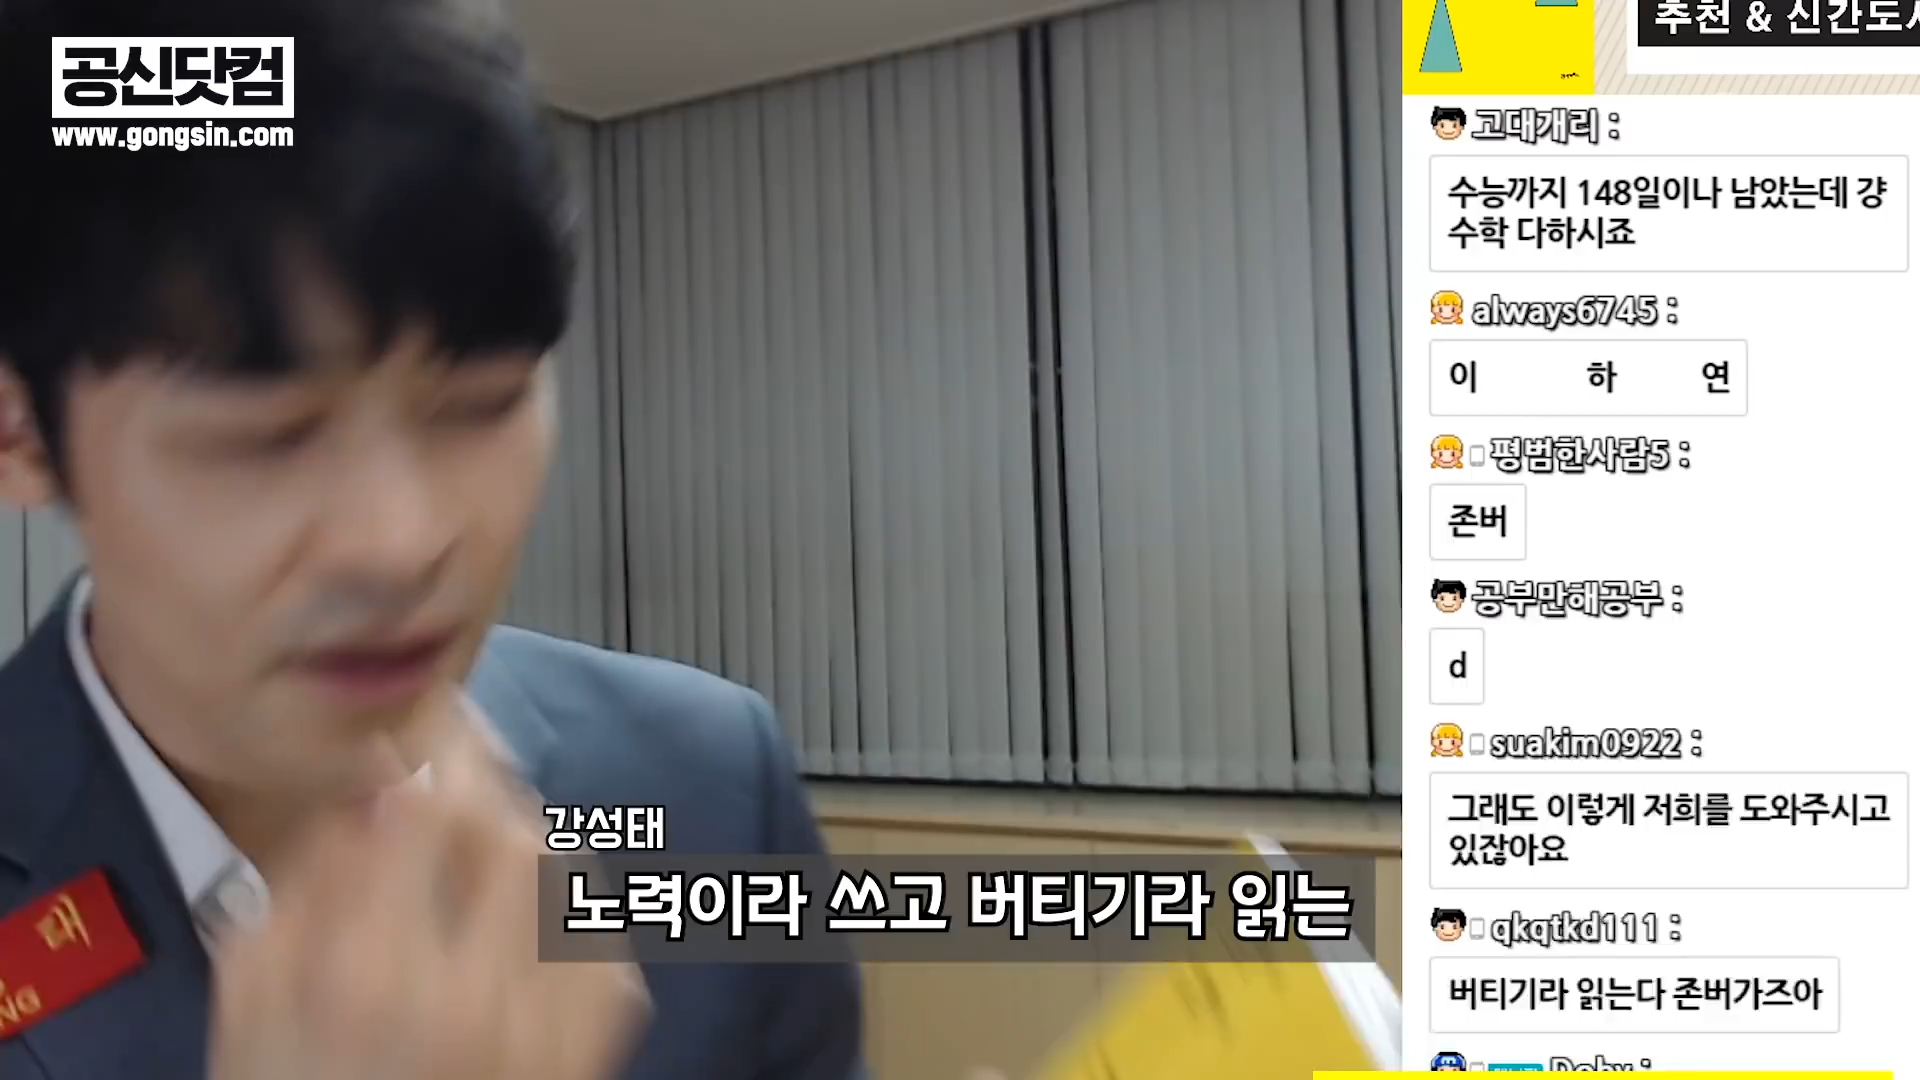 공신닷컴
www.gongsin.com
추천 & 신간도서
고대개리 :
수능까지 148일이나 남았는데 걍
수학 다하시죠
always6745 :
이 하 연
평범한사람5 :
존버
공부만해공부 :
d
suakim0922 :
그래도 이렇게 저희를 도와주시고
있잖아요
qkqtkd111 :
버티기라 읽는다 존버가즈아
강성태
노력이라 쓰고 버티기라 읽는
태
NG